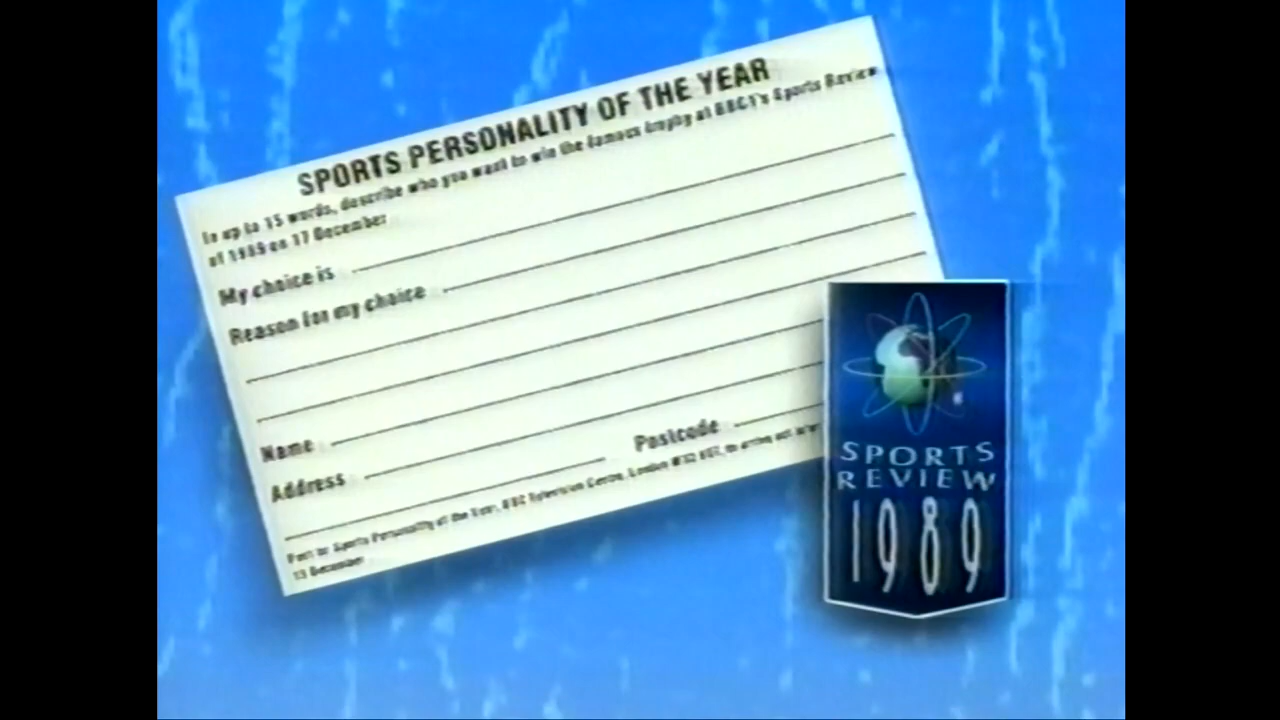 SPORTS PERSONALITY OF THE YEAR
In up to 15 words, describe who you want to win the famous trophy at BBC1's Sports Review
of 1989 on 17 December
My choice is
Reason for my choice
Name
Address
Postcode
Post to: Sports Personality of the Year, BBC Television Centre, London W12
13 December
SPORTS
REVIEW
1989